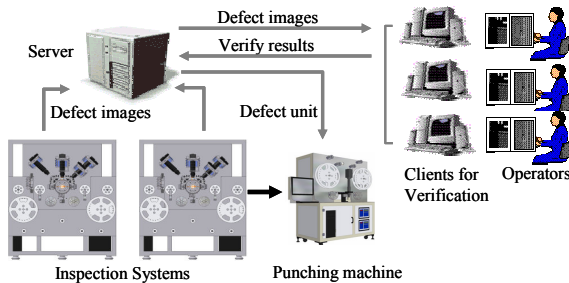 Defect images
Server
Verify results
Defect images
Defect unit
Clients for
Verification
Operators
Inspection Systems
Punching machine